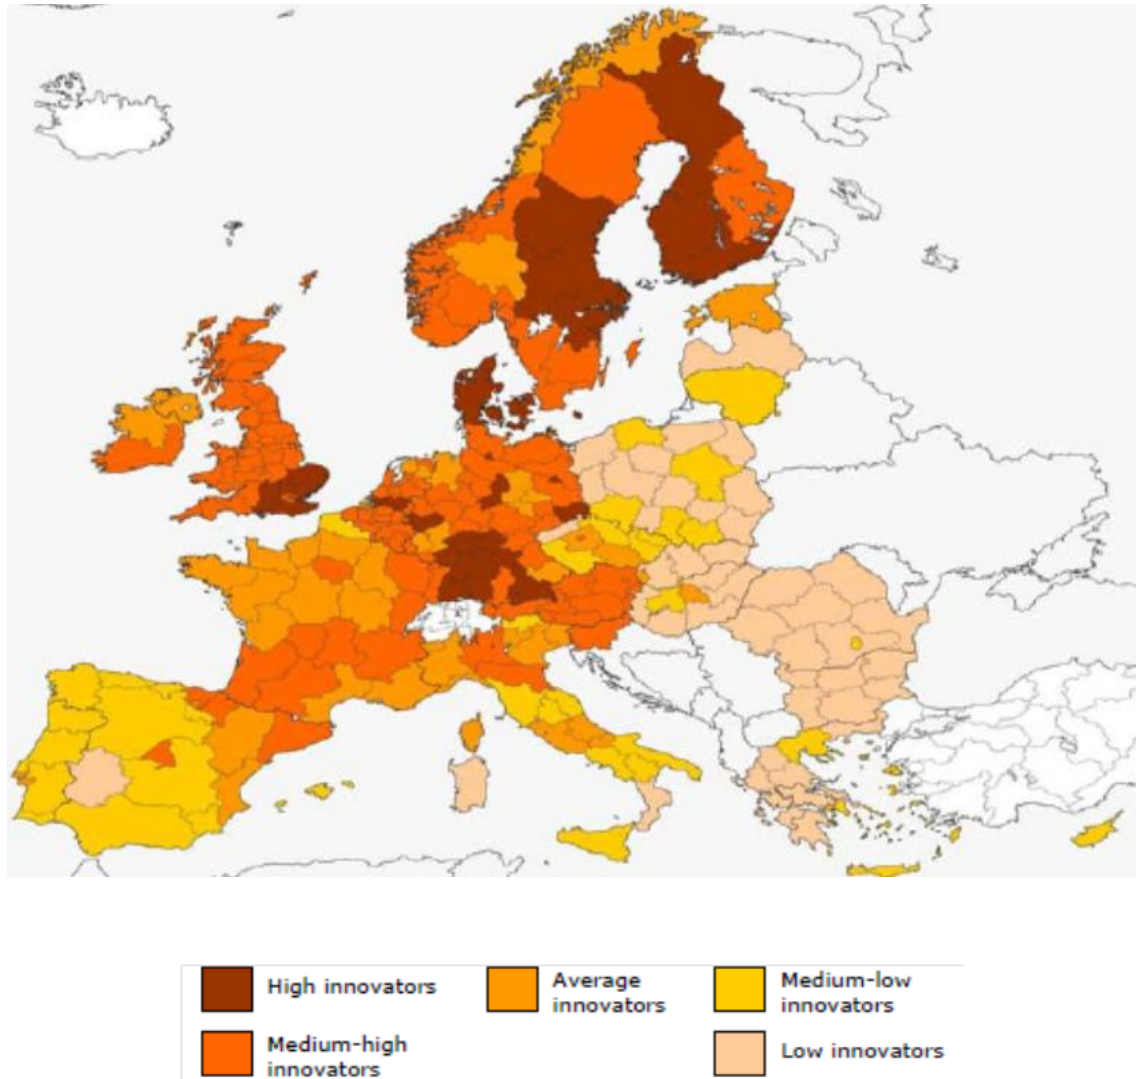 High innovators
Average
innovators
Medium-low
innovators
Medium-high
innovators
Low innovators